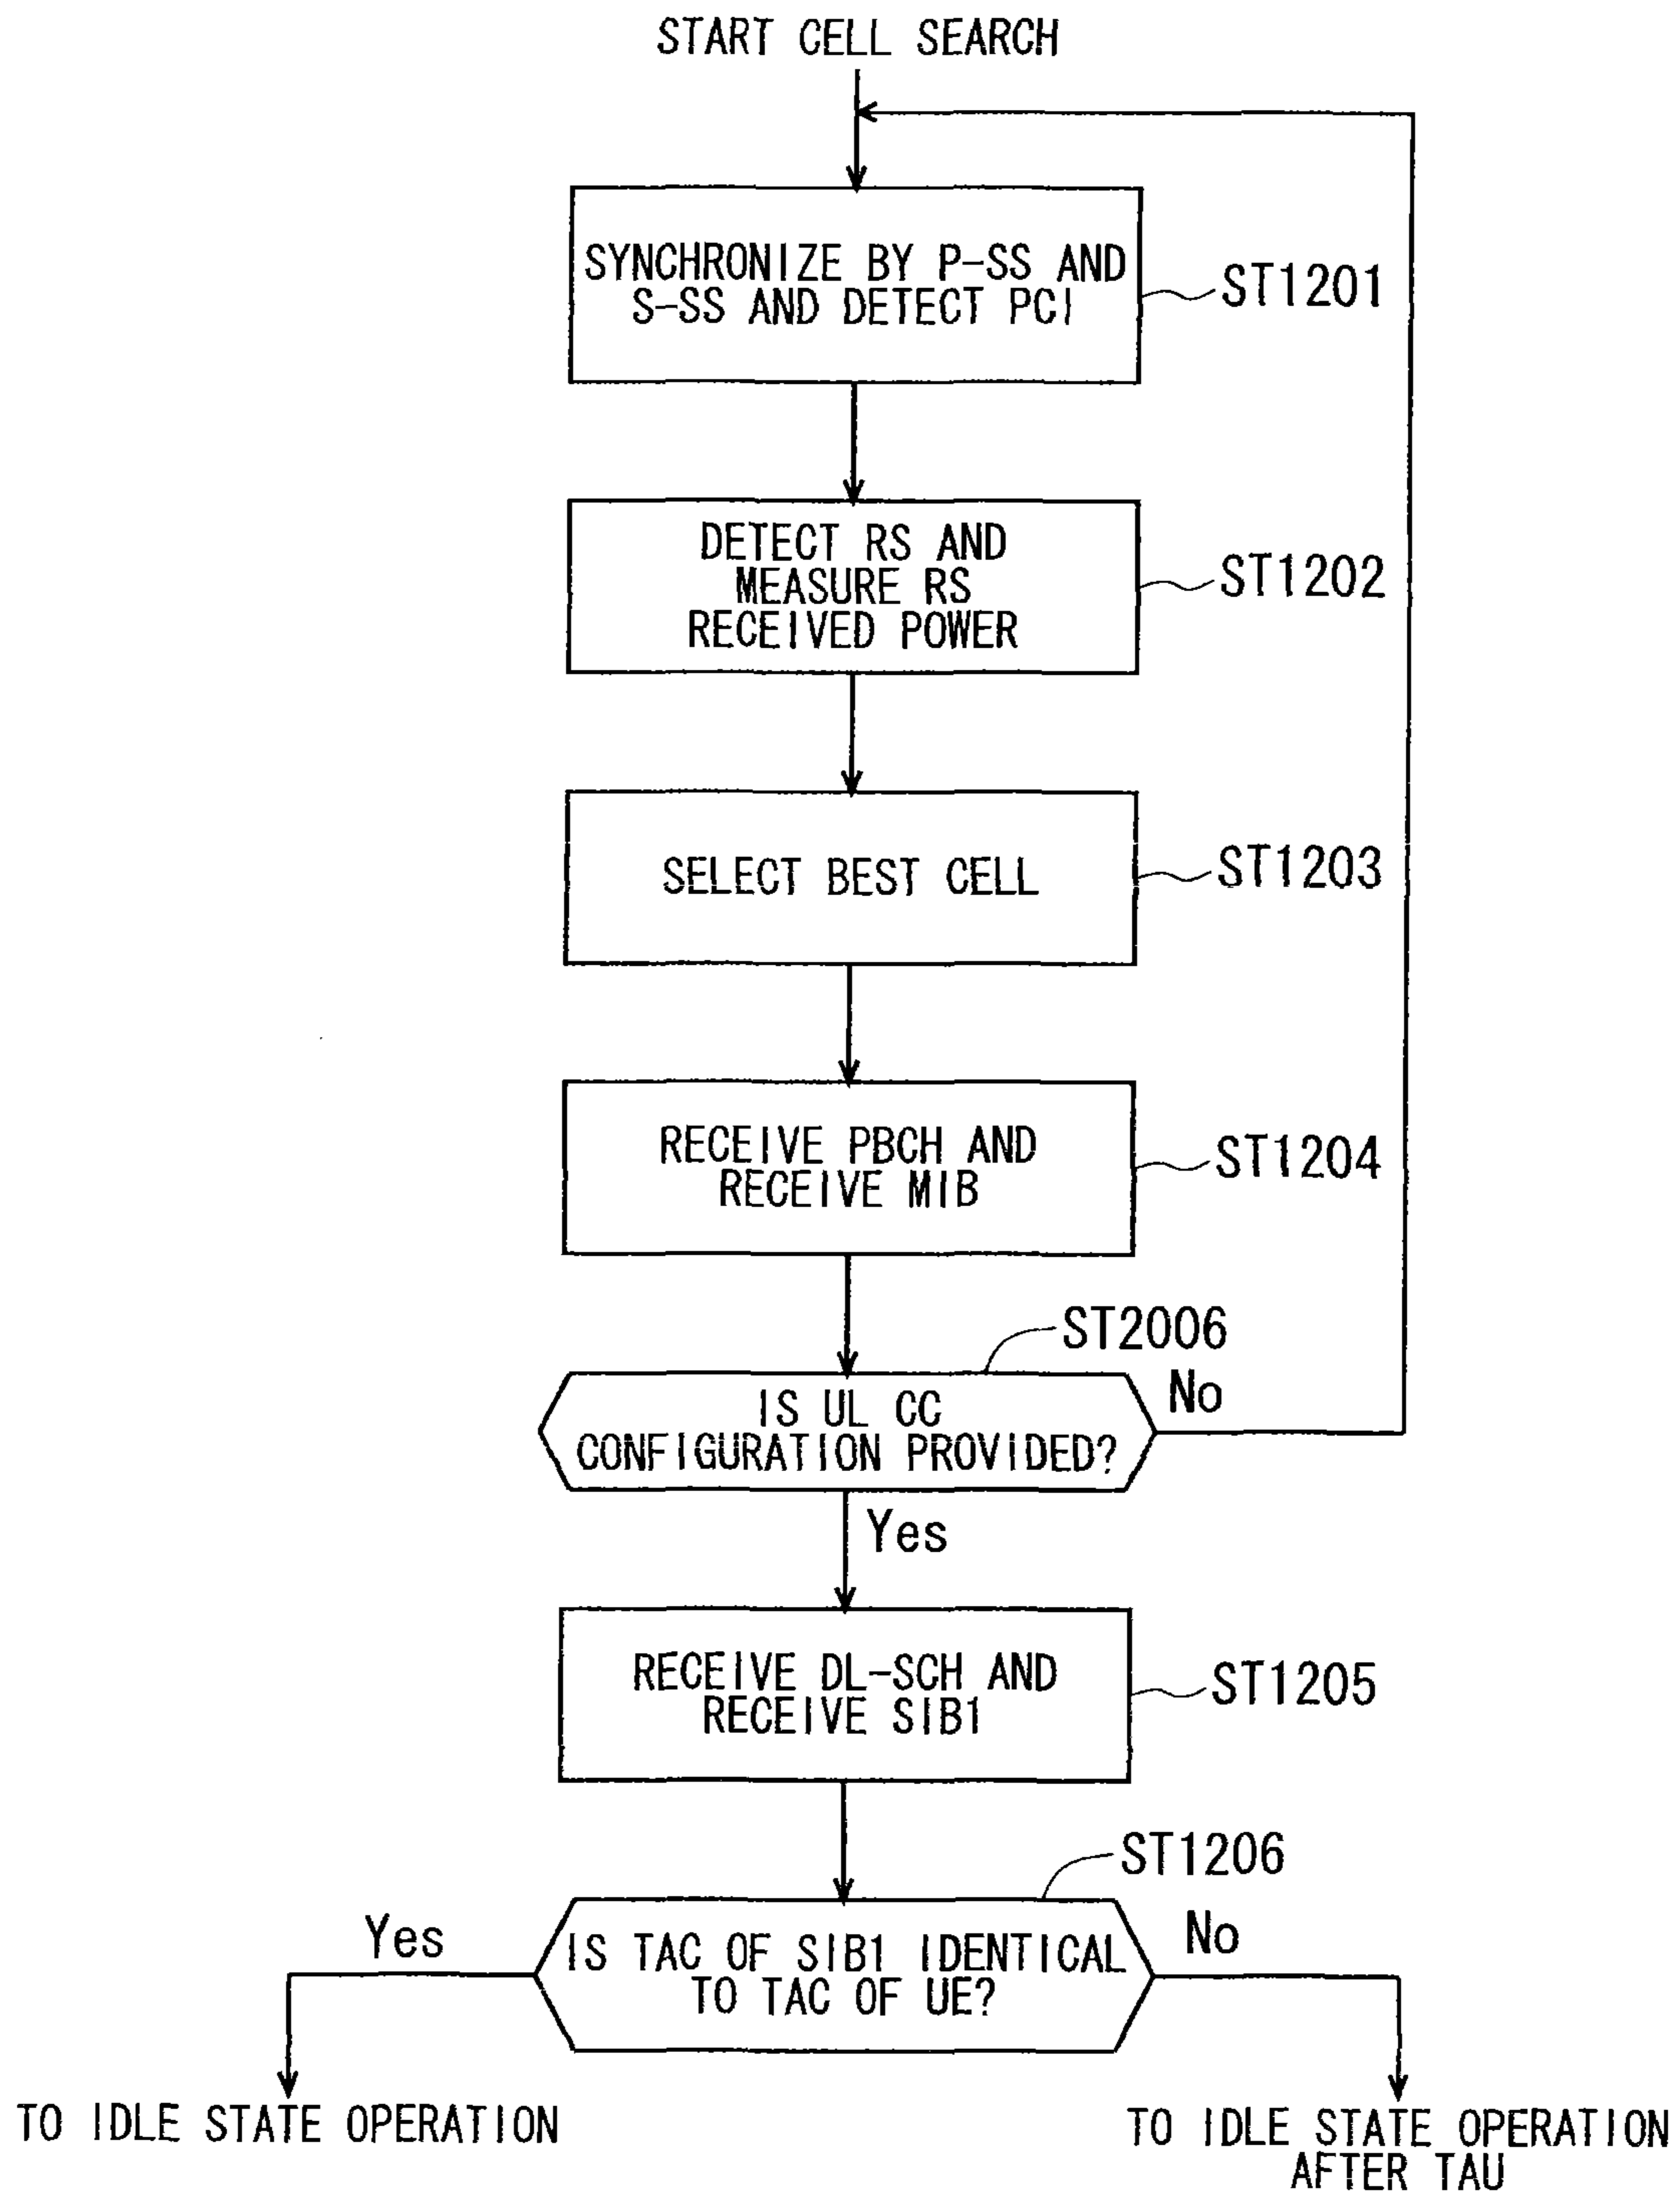 START CELL SEARCH
SYNCHRONIZE BY P-SS AND
S-SS AND DETECT PCI
ST1201
DETECT RS AND
MEASURE RS
RECEIVED POWER
ST1202
SELECT BEST CELL
ST1203
RECEIVE PBCH AND
RECEIVE MIB
ST1204
ST2006
IS UL CC
CONFIGURATION PROVIDED?
No
Yes
RECEIVE DL-SCH AND
RECEIVE SIB1
ST1205
ST1206
IS TAC OF SIB1 IDENTICAL
TO TAC OF UE?
Yes
No
TO IDLE STATE OPERATION
TO IDLE STATE OPERATION
AFTER TAU